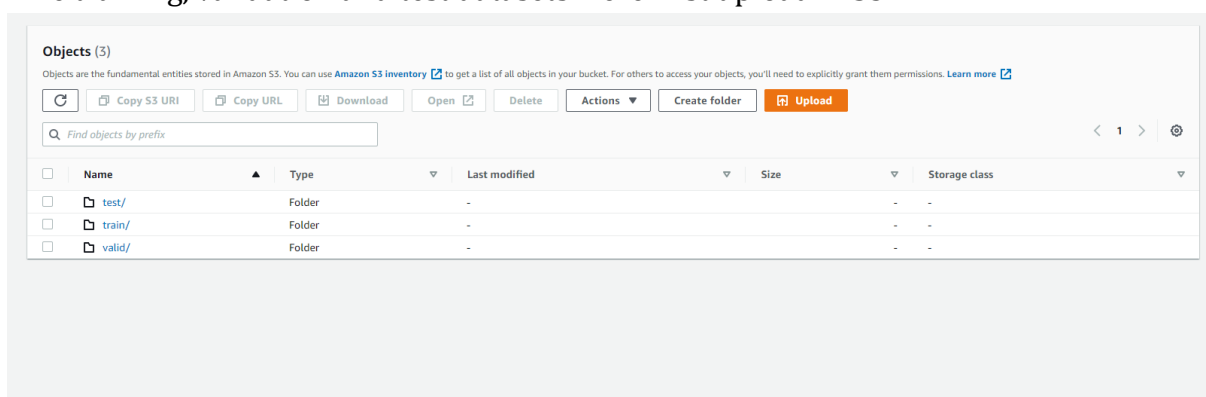 Objects (3)
Objects are the fundamental entities stored in Amazon S3. You can use Amazon S3 inventory to get a list of all objects in your bucket. For others to access your objects, you'll need to explicitly grant them permissions. Learn more
Copy S3 URI Copy URL Download Open Delete Actions Create folder Upload
Find objects by prefix 1
Name Type Last modified Size Storage class
test/ Folder - - -
train/ Folder - - -
valid/ Folder - - -